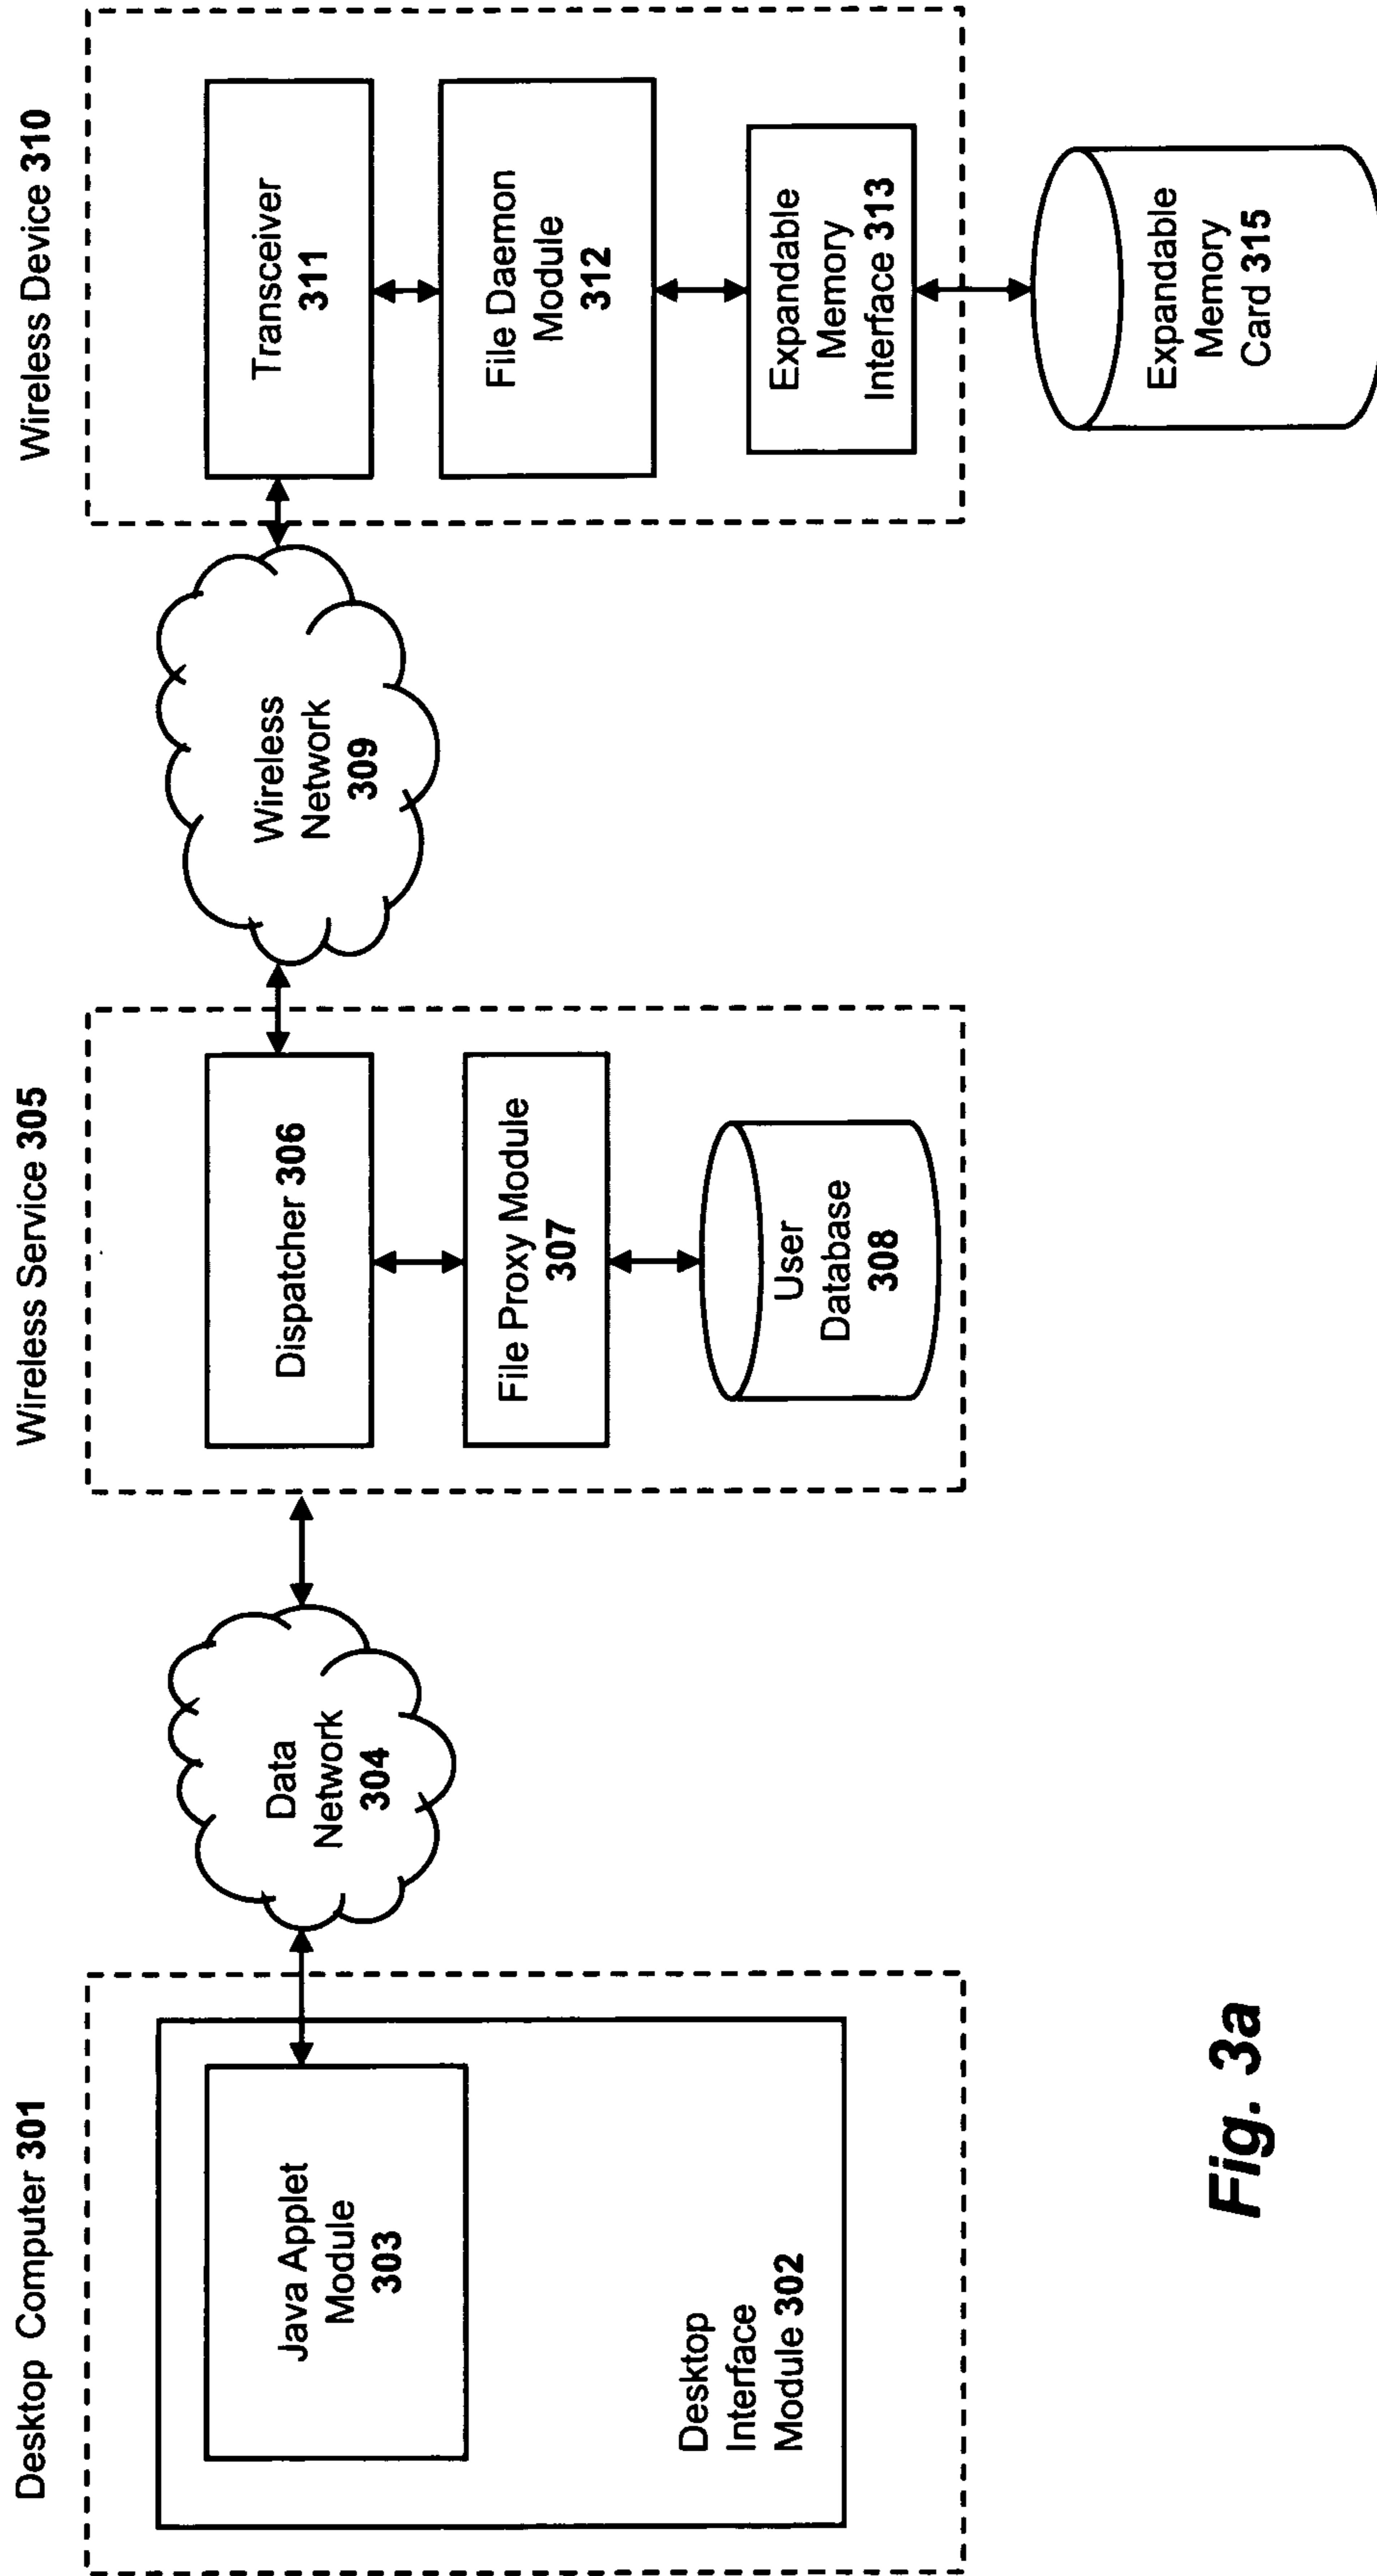 Desktop Computer 301
Java Applet
Module
303
Desktop
Interface
Module 302
Data
Network
304
Wireless Service 305
Dispatcher 306
File Proxy Module
307
User
Database
308
Wireless
Network
309
Wireless Device 310
Transceiver
311
File Daemon
Module
312
Expandable
Memory
Interface 313
Expandable
Memory
Card 315
Fig. 3a